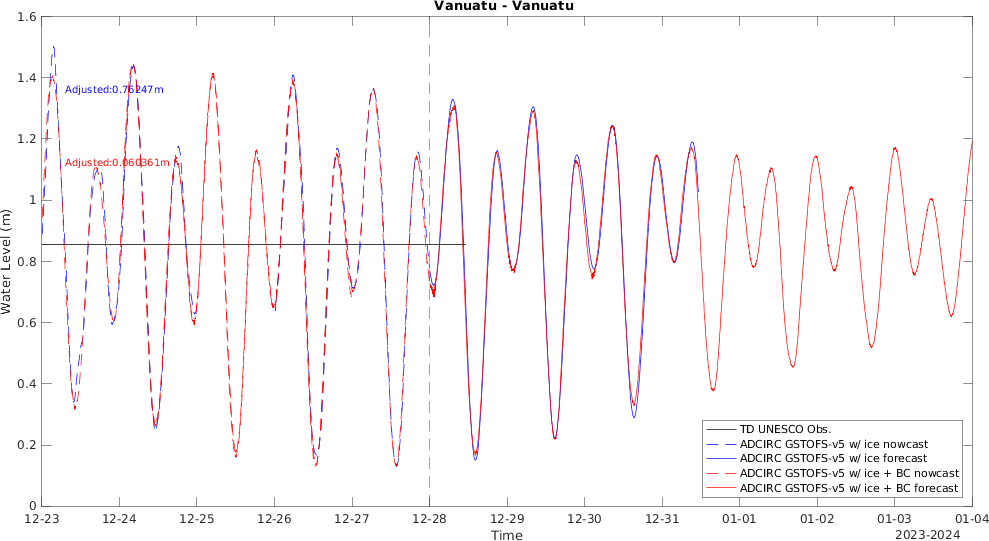 Vanuatu - Vanuatu
1.6
1.4
1.2
1
0.8
0.6
0.4
0.2
0
Water Level (m)
Adjusted:0.76247m
Adjusted:0.060361m
TD UNESCO Obs.
ADCIRC GSTOFS-v5 w/ ice nowcast
ADCIRC GSTOFS-v5 w/ ice forecast
ADCIRC GSTOFS-v5 w/ ice + BC nowcast
ADCIRC GSTOFS-v5 w/ ice + BC forecast
12-23 12-24 12-25 12-26 12-27 12-28 12-29 12-30 12-31 01-01 01-02 01-03 01-04
Time
2023-2024